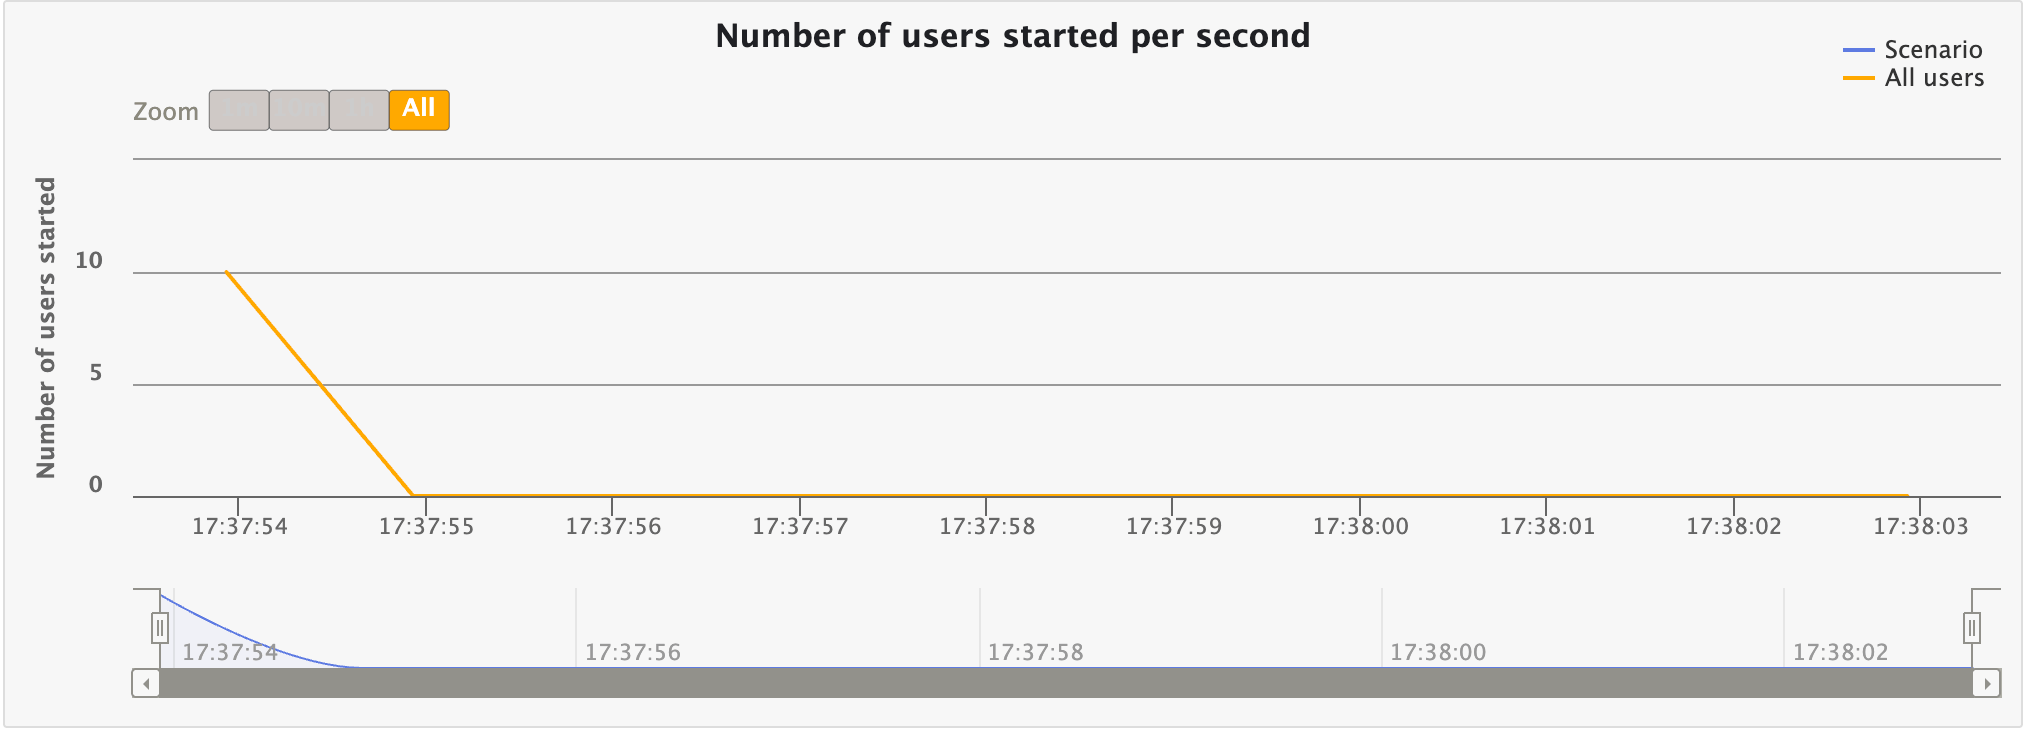 Number of users started per second
Scenario
All users
Zoom All
Number of users started
10
5
0
17:37:54 17:37:55 17:37:56 17:37:57 17:37:58 17:37:59 17:38:00 17:38:01 17:38:02 17:38:03
17:37:54 17:37:56 17:37:58 17:38:00 17:38:02